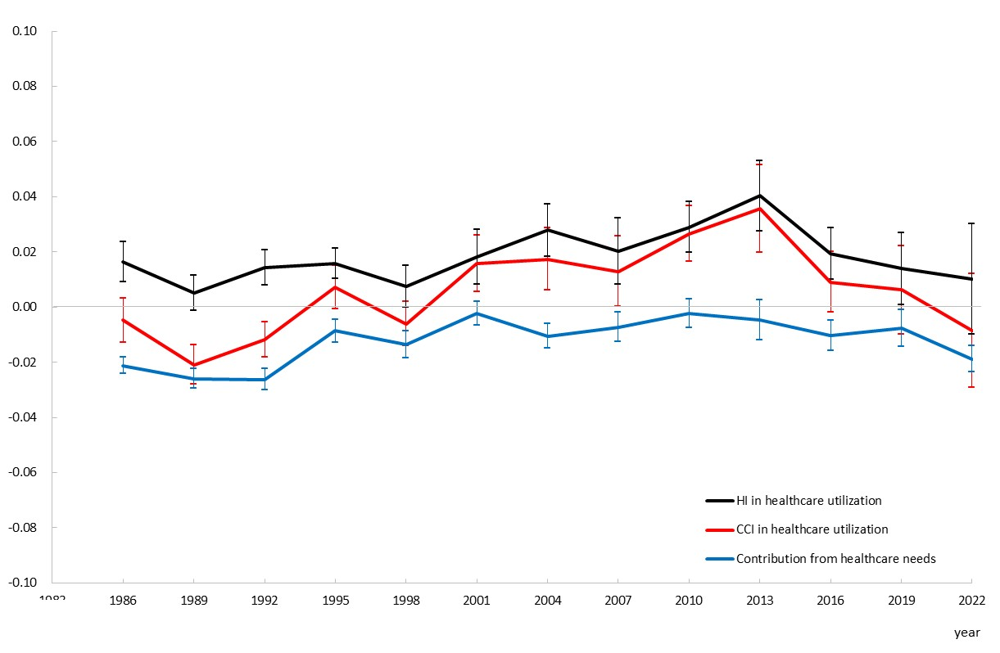 0.10
0.08
0.06
0.04
0.02
0.00
-0.02
-0.04
-0.06
-0.08
-0.10
HI in healthcare utilization
CCI in healthcare utilization
Contribution from healthcare needs
1986 1989 1992 1995 1998 2001 2004 2007 2010 2013 2016 2019 2022
year